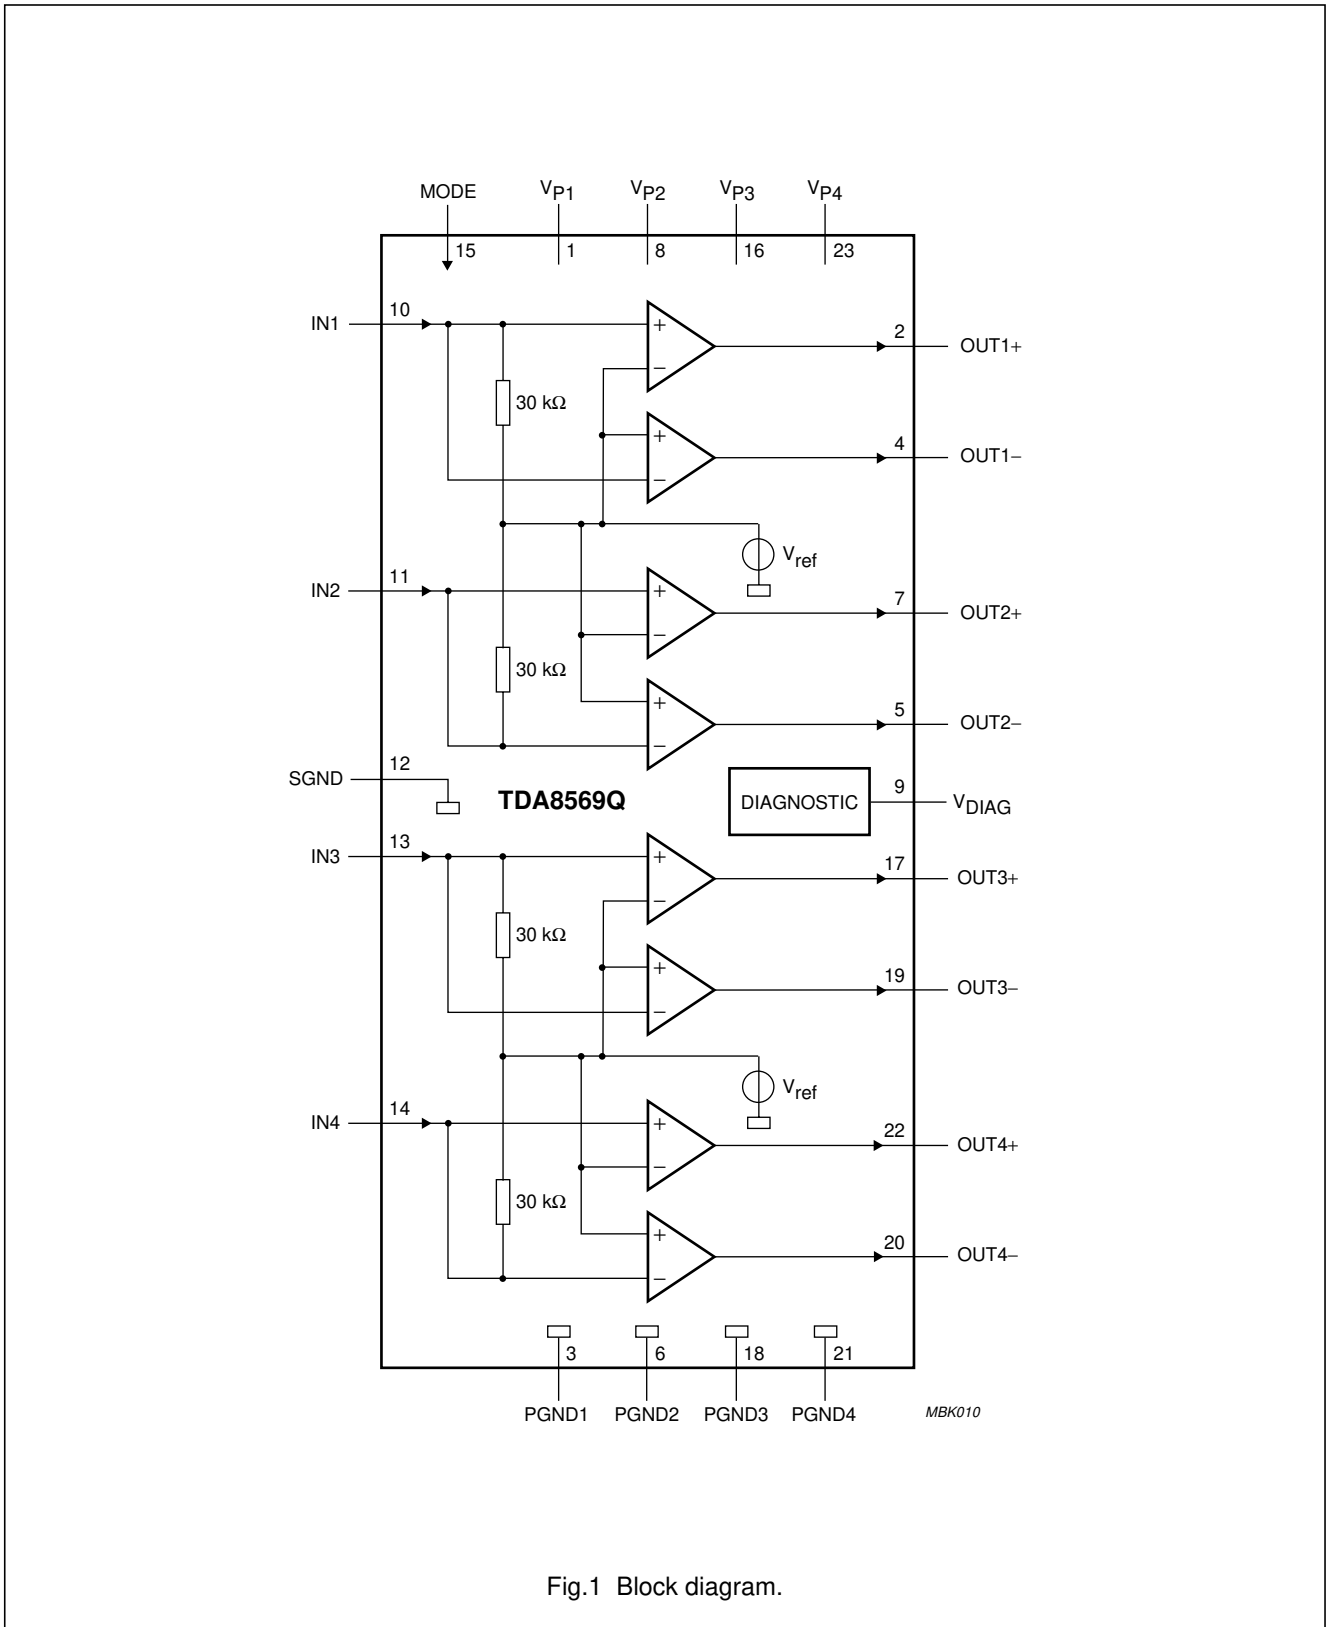 MODE VP1 VP2 VP3 VP4
15 1 8 16 23
IN1 10 + 2 OUT1+
−
30 kΩ
+ 4 OUT1−
−
Vref
IN2 11 + 7 OUT2+
−
30 kΩ
+ 5 OUT2−
−
SGND 12
TDA8569Q DIAGNOSTIC 9 VDIAG
IN3 13 + 17 OUT3+
−
30 kΩ
+ 19 OUT3−
−
Vref
IN4 14 + 22 OUT4+
−
30 kΩ
+ 20 OUT4−
−
3 6 18 21
PGND1 PGND2 PGND3 PGND4 MBK010
Fig.1 Block diagram.